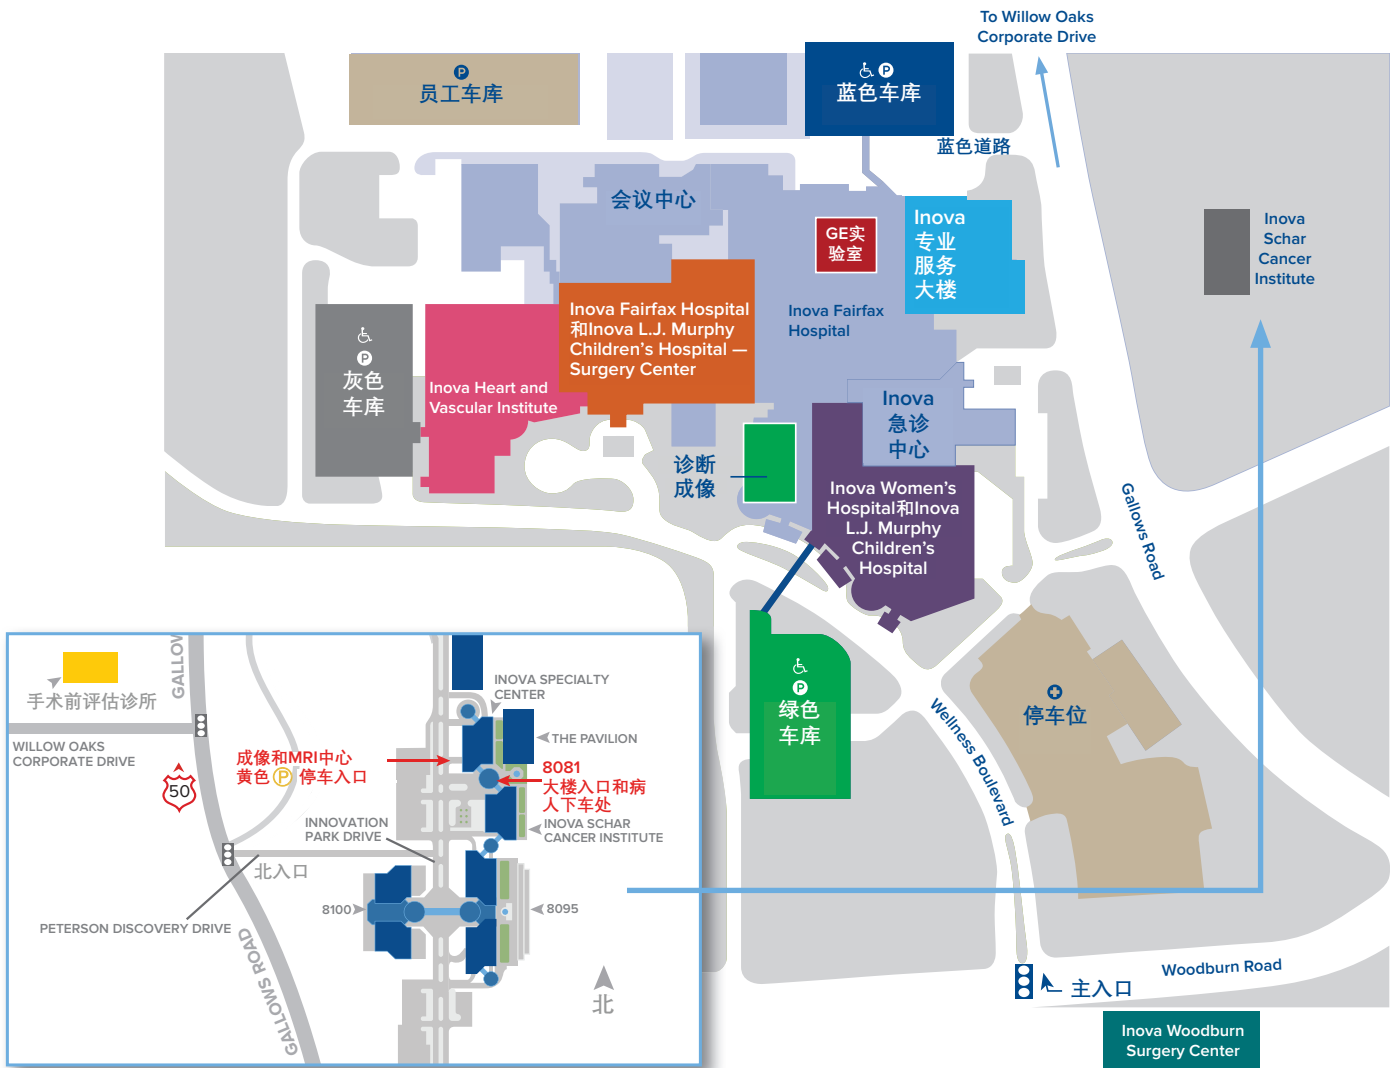 To Willow Oaks
Corporate Drive
P
员工车库
P
蓝色车库
蓝色道路
会议中心
Inova
专业
服务
大楼
GE实
验室
Inova
Schar
Cancer
Institute
Inova Fairfax Hospital
和Inova L.J. Murphy
Children's Hospital —
Surgery Center
Inova Fairfax
Hospital
P
灰色
车库
Inova Heart and
Vascular Institute
Inova
急诊
中心
诊断
成像
Inova Women's
Hospital和Inova
L.J. Murphy
Children's
Hospital
Gallows Road
P
绿色
车库
停车位
Wellness Boulevard
主入口
Woodburn Road
Inova Woodburn
Surgery Center
手术前评估诊所
GALLOW
WILLOW OAKS
CORPORATE DRIVE
50
INOVA SPECIALTY
CENTER
THE PAVILION
成像和MRI中心
黄色 P 停车入口
8081
大楼入口和病
人下车处
INNOVATION
PARK DRIVE
INOVA SCHAR
CANCER INSTITUTE
北入口
8100
8095
PETERSON DISCOVERY DRIVE
GALLOWS ROAD
北